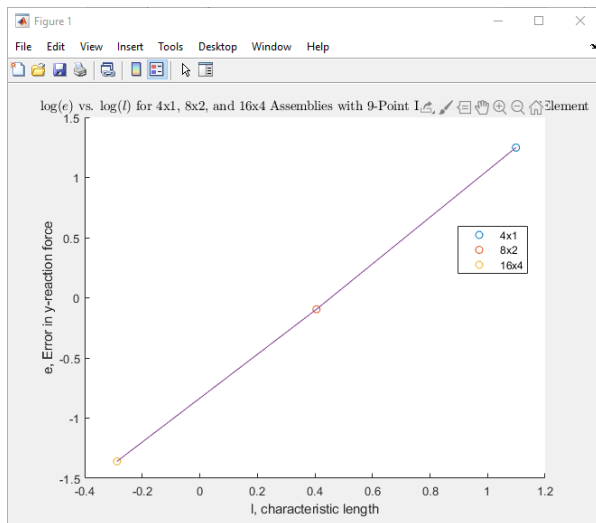 Figure 1
File Edit View Insert Tools Desktop Window Help
log(e) vs. log(l) for 4x1, 8x2, and 16x4 Assemblies with 9-Point Element
1.5
1
0.5
0
-0.5
-1
-1.5
e, Error in y-reaction force
4x1
8x2
16x4
-0.4 -0.2 0 0.2 0.4 0.6 0.8 1 1.2
l, characteristic length